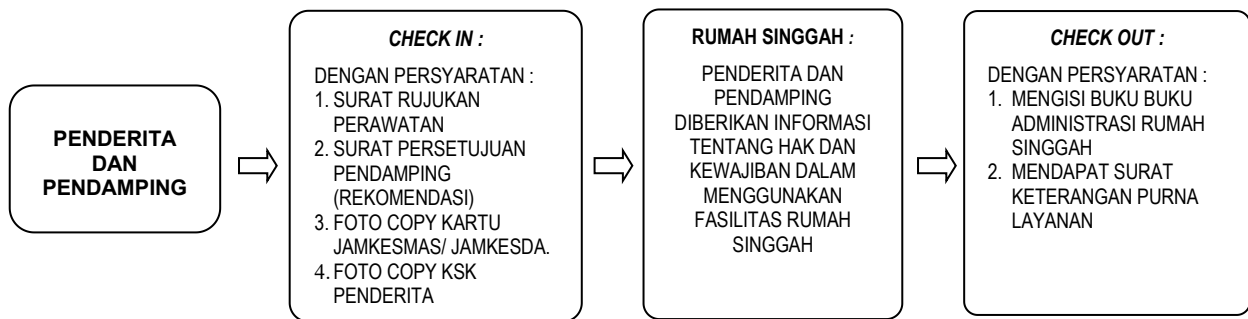 PENDERITA
DAN
PENDAMPING
CHECK IN :
DENGAN PERSYARATAN :
1. SURAT RUJUKAN
PERAWATAN
2. SURAT PERSETUJUAN
PENDAMPING
(REKOMENDASI)
3. FOTO COPY KARTU
JAMKESMAS/ JAMKESDA.
4. FOTO COPY KSK
PENDERITA
RUMAH SINGGAH :
PENDERITA DAN
PENDAMPING
DIBERIKAN INFORMASI
TENTANG HAK DAN
KEWAJIBAN DALAM
MENGGUNAKAN
FASILITAS RUMAH
SINGGAH
CHECK OUT :
DENGAN PERSYARATAN :
1. MENGISI BUKU BUKU
ADMINISTRASI RUMAH
SINGGAH
2. MENDAPAT SURAT
KETERANGAN PURNA
LAYANAN